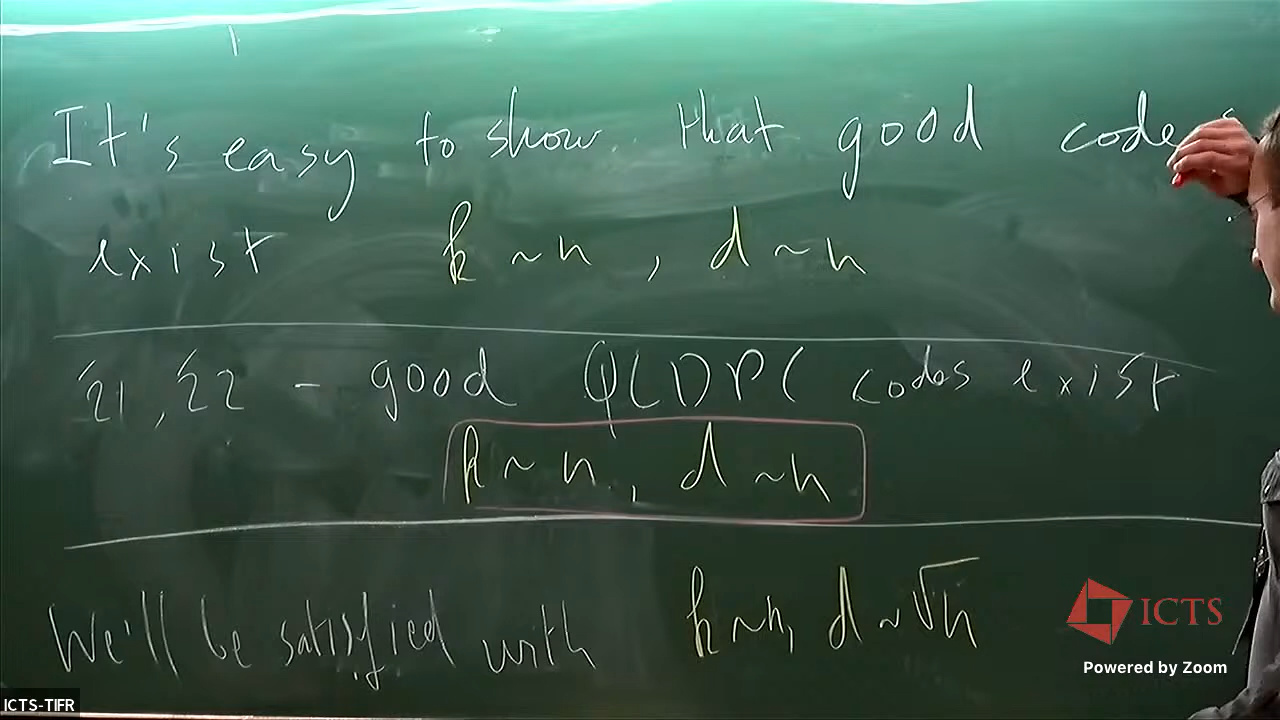 It's easy to show that good codes
exist k ~ n, d ~ n
'21, '22 - good QLDPC codes exist
k ~ n, d ~ n
We'll be satisfied with k ~ n, d ~ √n
ICTS
Powered by Zoom
ICTS-TIFR